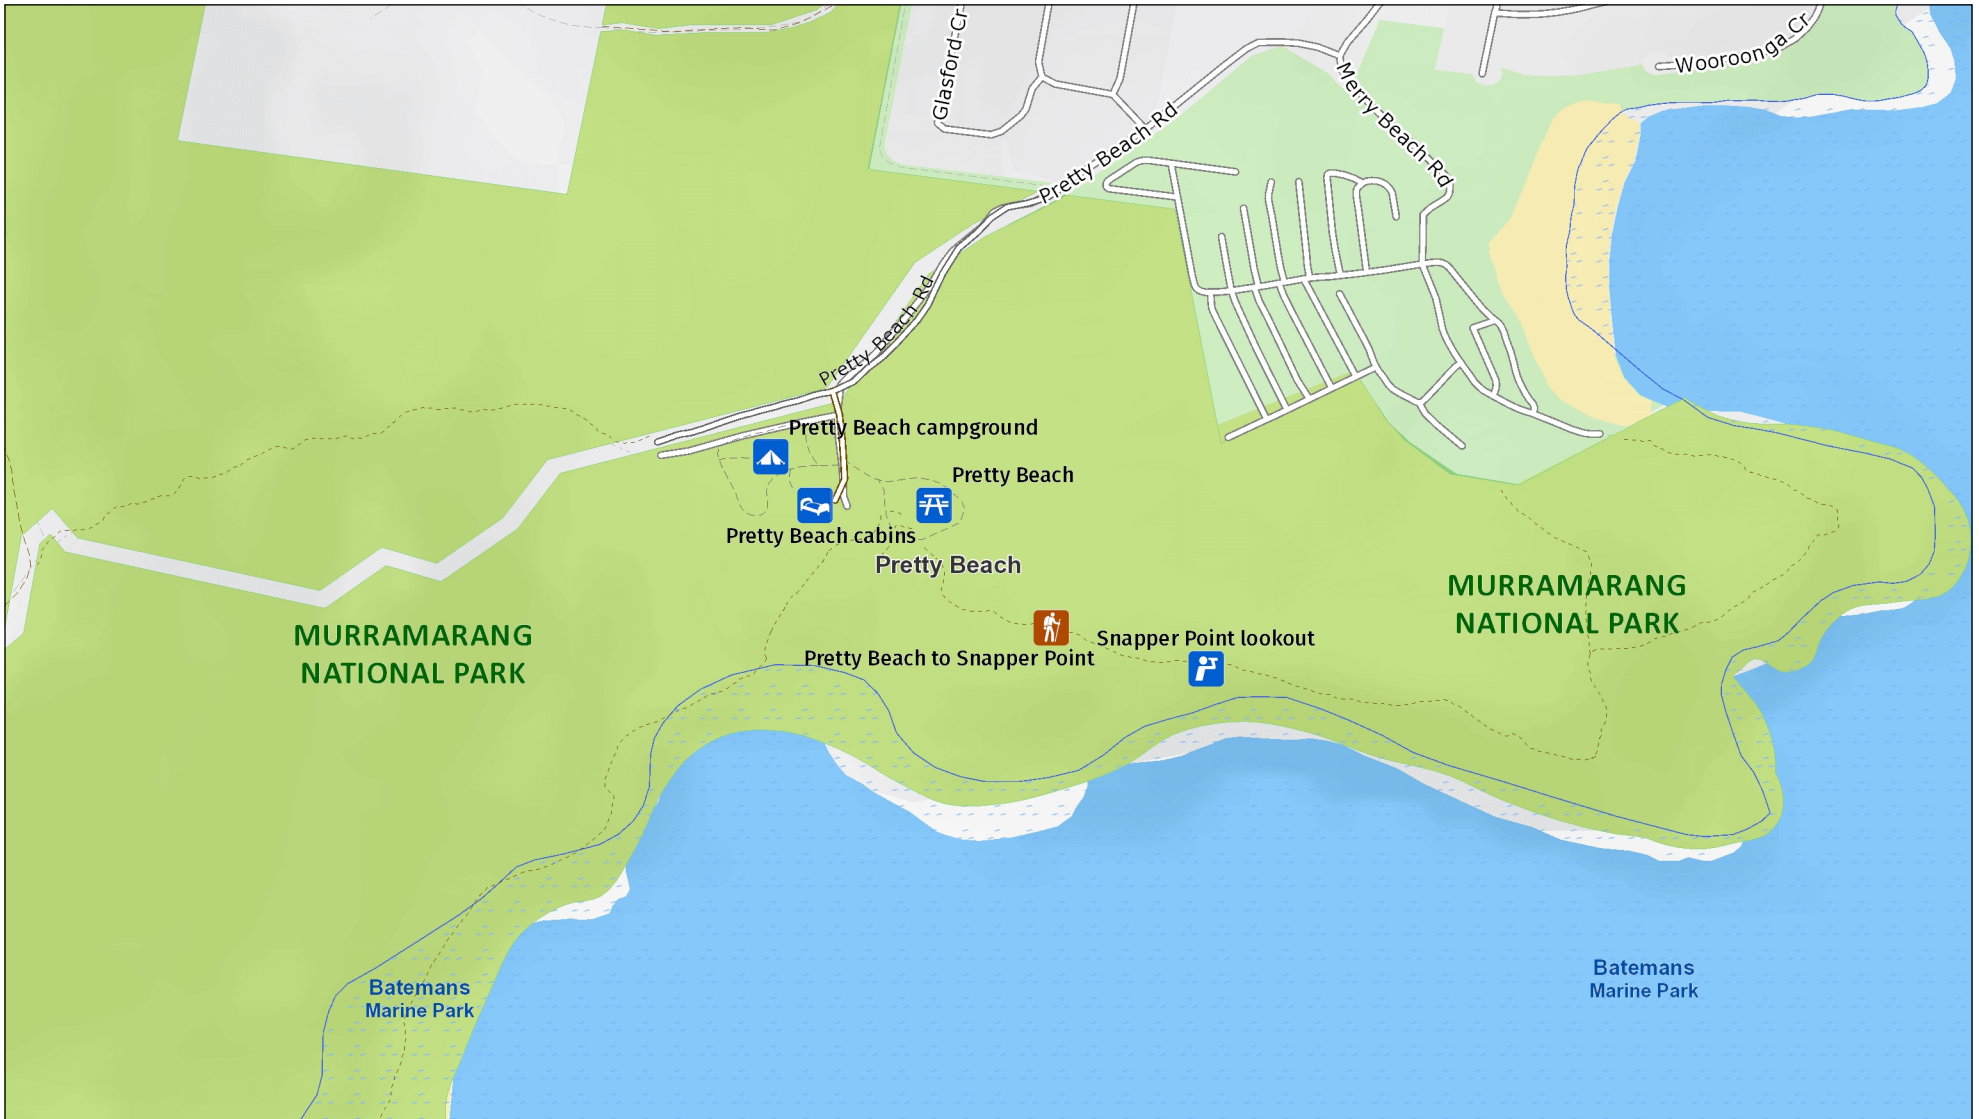 Glasford Cr
Wooroonga Cr
Merry Beach Rd
Pretty Beach Rd
Pretty Beach Rd
Pretty Beach campground
Pretty Beach
Pretty Beach cabins
Pretty Beach
MURRAMARANG
NATIONAL PARK
MURRAMARANG
NATIONAL PARK
Snapper Point lookout
Pretty Beach to Snapper Point
Batemans
Marine Park
Batemans
Marine Park